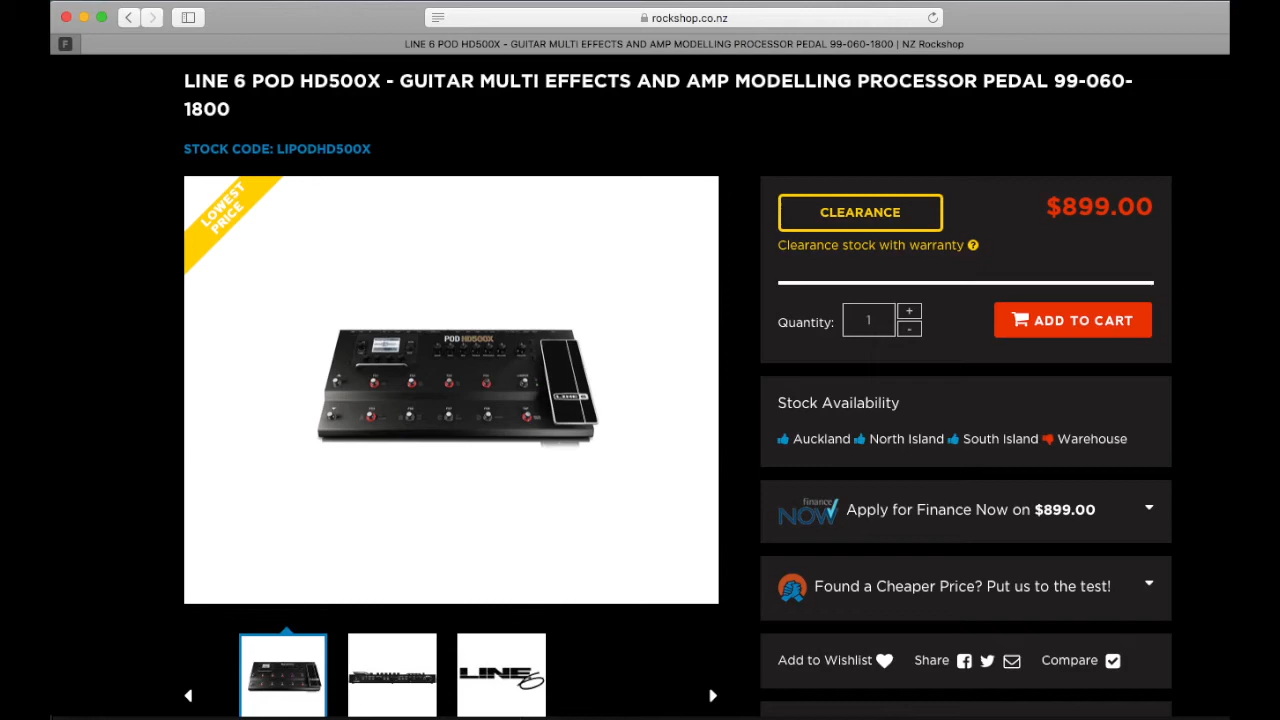 rockshop.co.nz
F
LINE 6 POD HD500X - GUITAR MULTI EFFECTS AND AMP MODELLING PROCESSOR PEDAL 99-060-1800 | NZ Rockshop
LINE 6 POD HD500X - GUITAR MULTI EFFECTS AND AMP MODELLING PROCESSOR PEDAL 99-060-
1800
STOCK CODE: LIPODHD500X
LOWEST
PRICE
POD HD500X
LINE 6
CLEARANCE
$899.00
Clearance stock with warranty ?
Quantity:
1
+
-
ADD TO CART
Stock Availability
Auckland North Island South Island Warehouse
finance
NOW
Apply for Finance Now on $899.00
Found a Cheaper Price? Put us to the test!
Add to Wishlist Share Compare
LINE 6